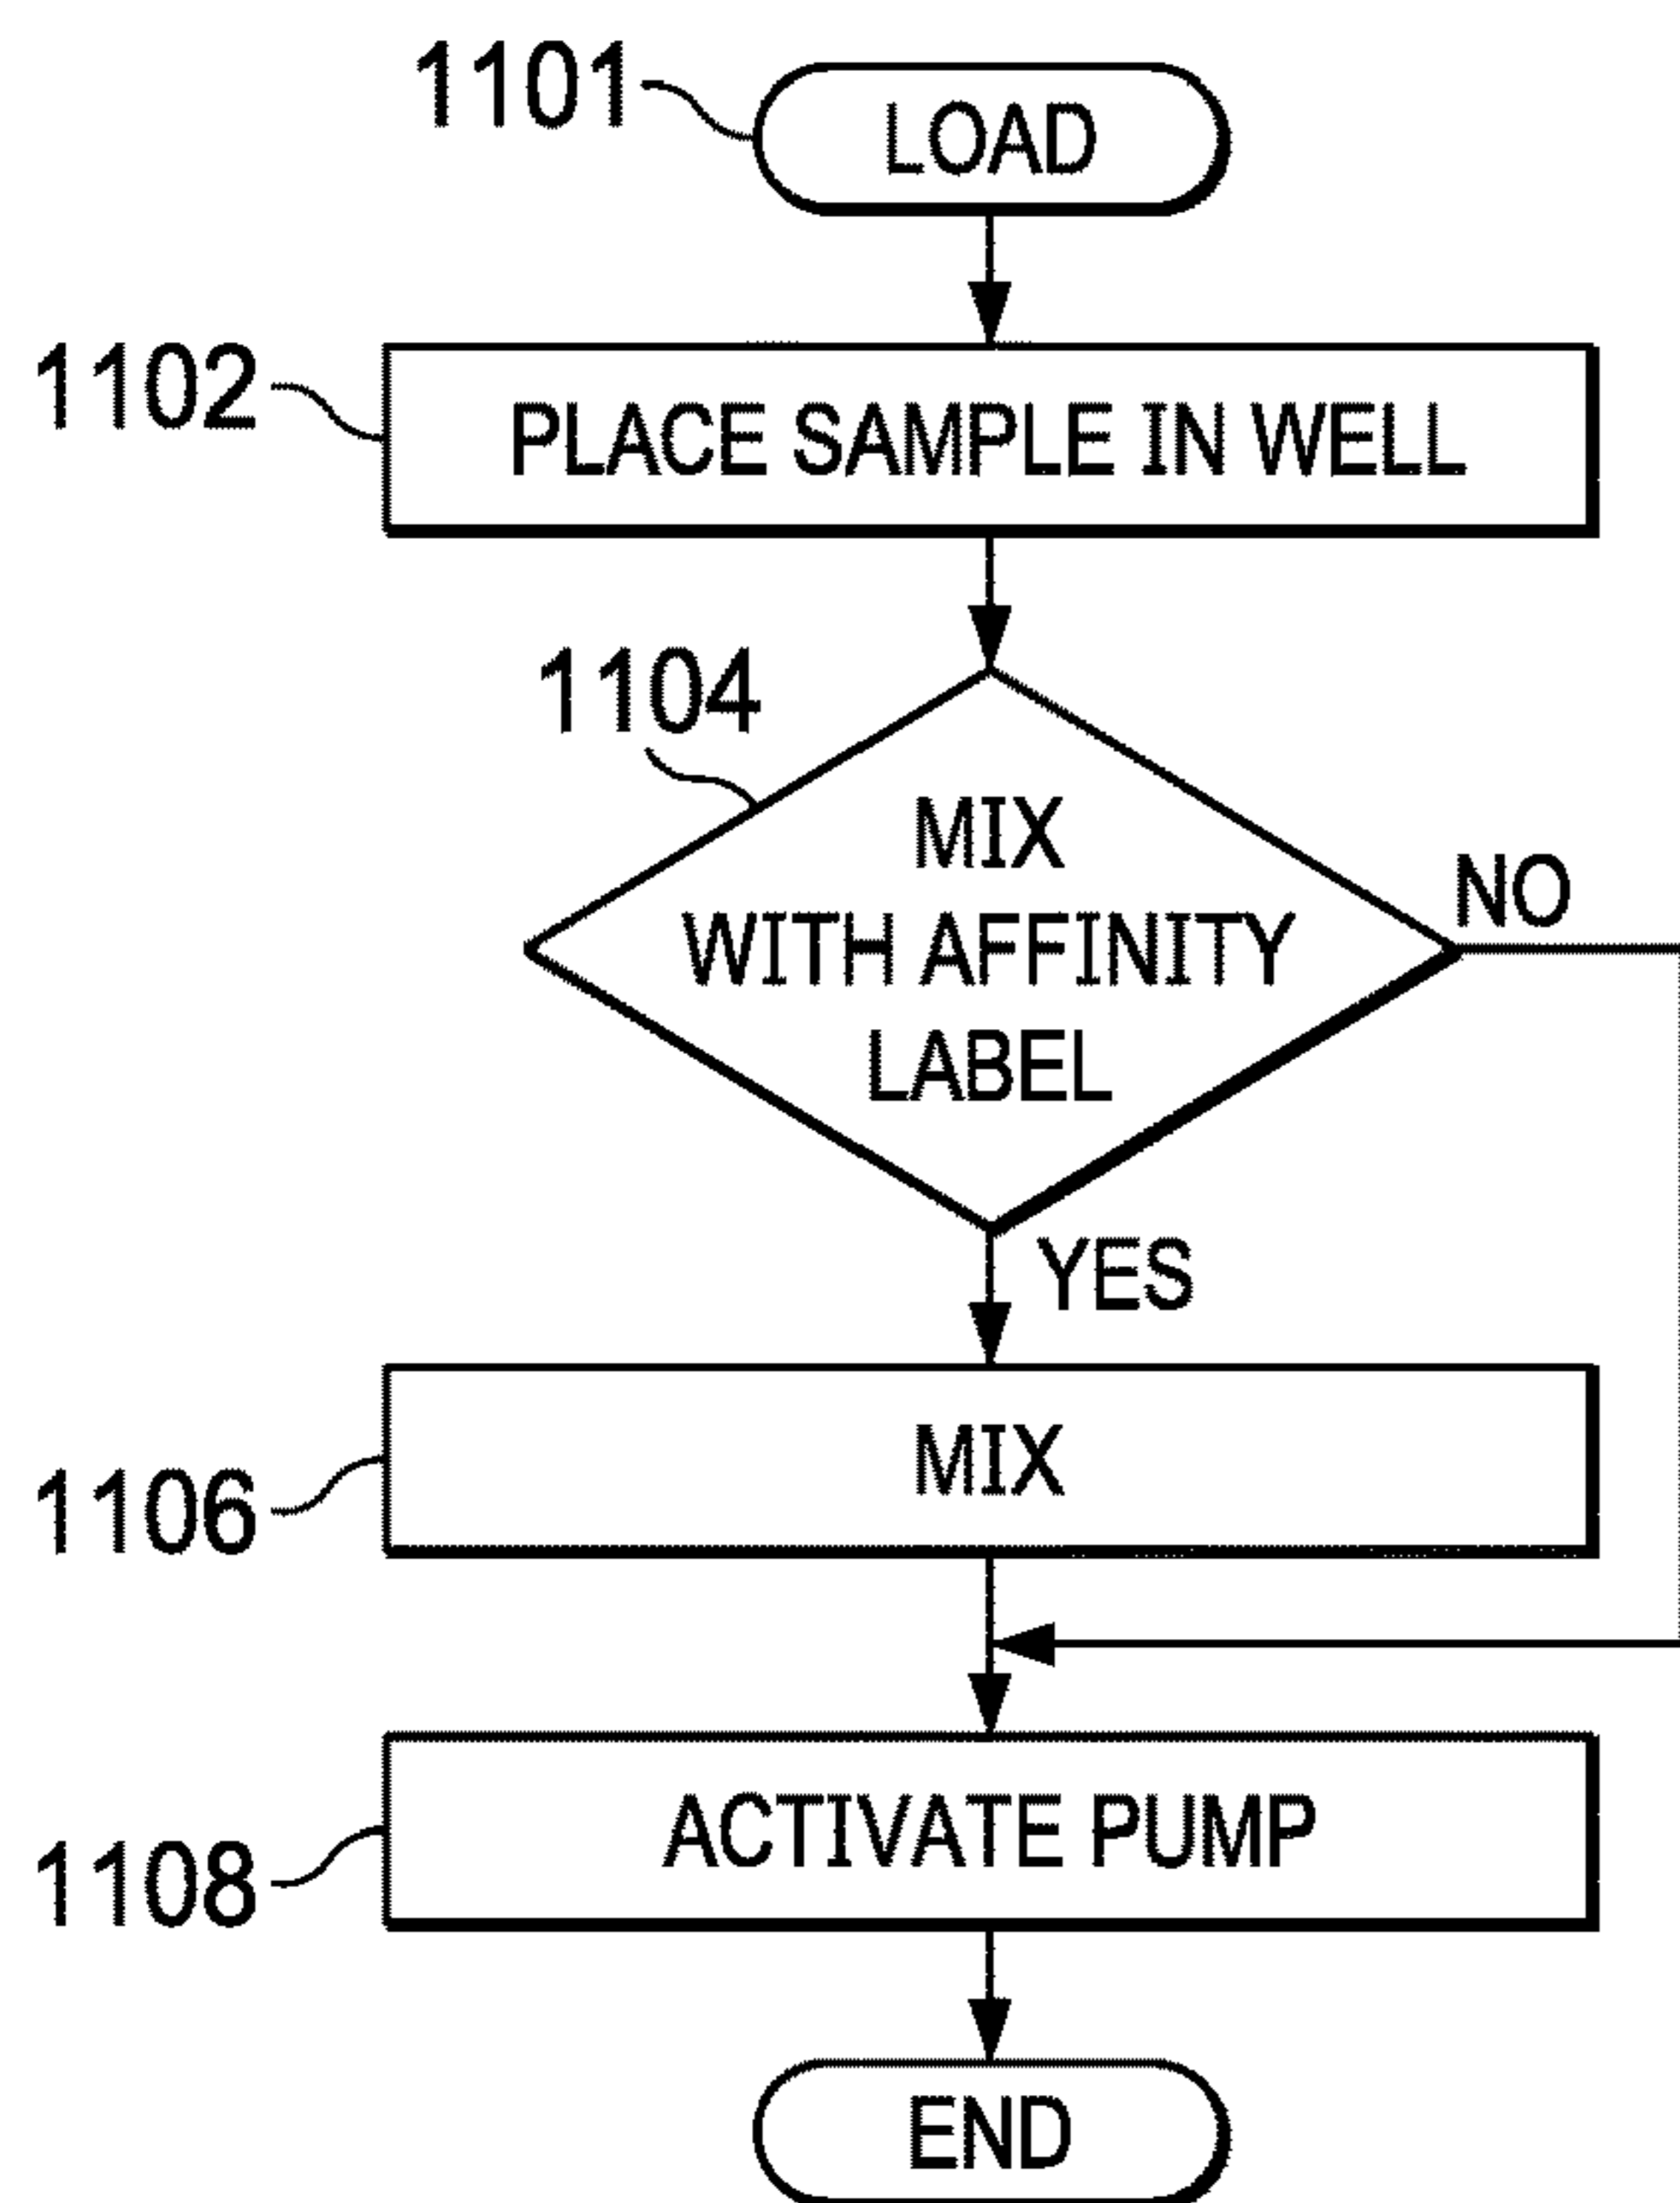 1101
LOAD
1102
PLACE SAMPLE IN WELL
1104
MIX
WITH AFFINITY
LABEL
NO
YES
MIX
1106
ACTIVATE PUMP
1108
END